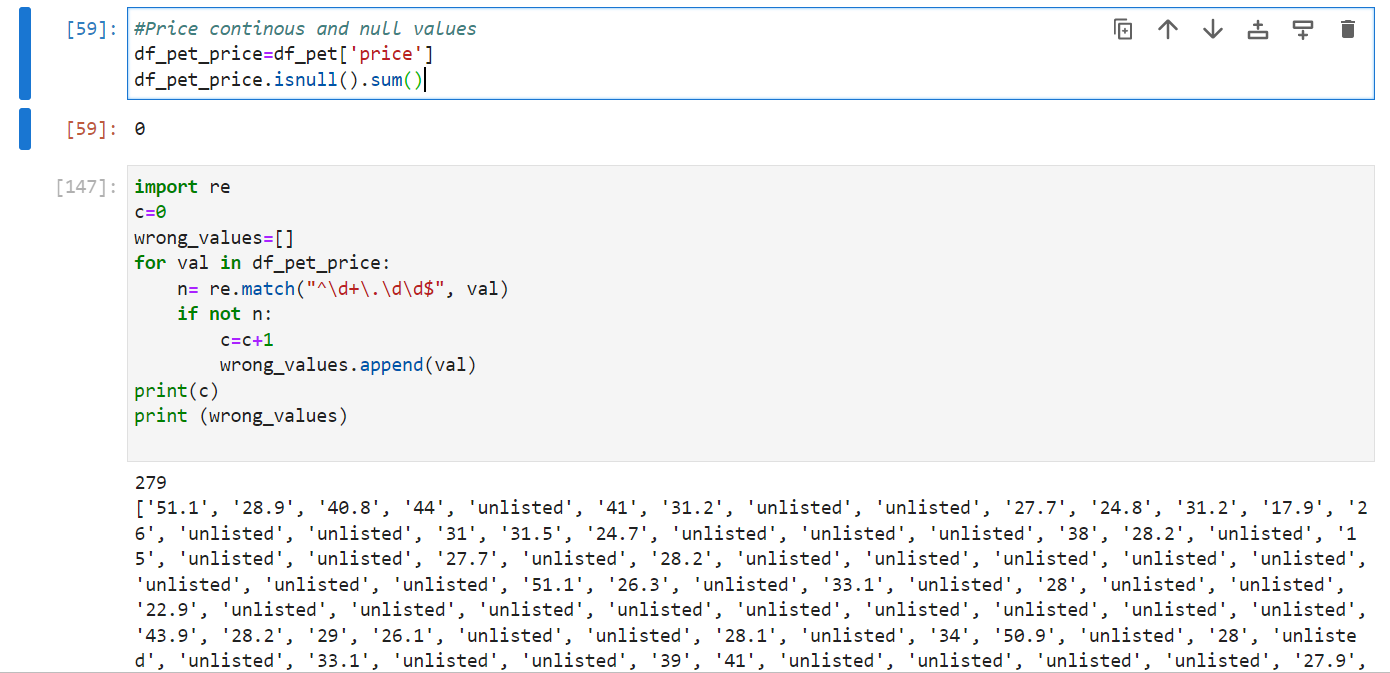 [59]: #Price continous and null values
df_pet_price=df_pet['price']
df_pet_price.isnull().sum()
[59]: 0
[147]: import re
c=0
wrong_values=[]
for val in df_pet_price:
    n= re.match("^\d+\.\d\d$", val)
    if not n:
        c=c+1
        wrong_values.append(val)
print(c)
print (wrong_values)
279
['51.1', '28.9', '40.8', '44', 'unlisted', '41', '31.2', 'unlisted', 'unlisted', '27.7', '24.8', '31.2', '17.9', '2
6', 'unlisted', 'unlisted', '31', '31.5', '24.7', 'unlisted', 'unlisted', 'unlisted', '38', '28.2', 'unlisted', '1
5', 'unlisted', 'unlisted', '27.7', 'unlisted', '28.2', 'unlisted', 'unlisted', 'unlisted', 'unlisted', 'unlisted',
'unlisted', 'unlisted', 'unlisted', '51.1', '26.3', 'unlisted', '33.1', 'unlisted', '28', 'unlisted', 'unlisted',
'22.9', 'unlisted', 'unlisted', 'unlisted', 'unlisted', 'unlisted', 'unlisted', 'unlisted', 'unlisted', 'unlisted',
'43.9', '28.2', '29', '26.1', 'unlisted', 'unlisted', '28.1', 'unlisted', '34', '50.9', 'unlisted', '28', 'unliste
d', 'unlisted', '33.1', 'unlisted', 'unlisted', '39', '41', 'unlisted', 'unlisted', 'unlisted', 'unlisted', '27.9',